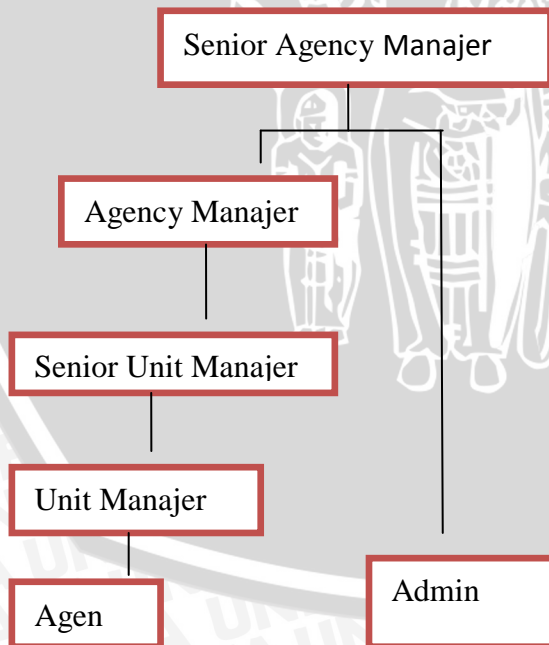 Senior Agency Manajer
Agency Manajer
Senior Unit Manajer
Unit Manajer
Agen
Admin